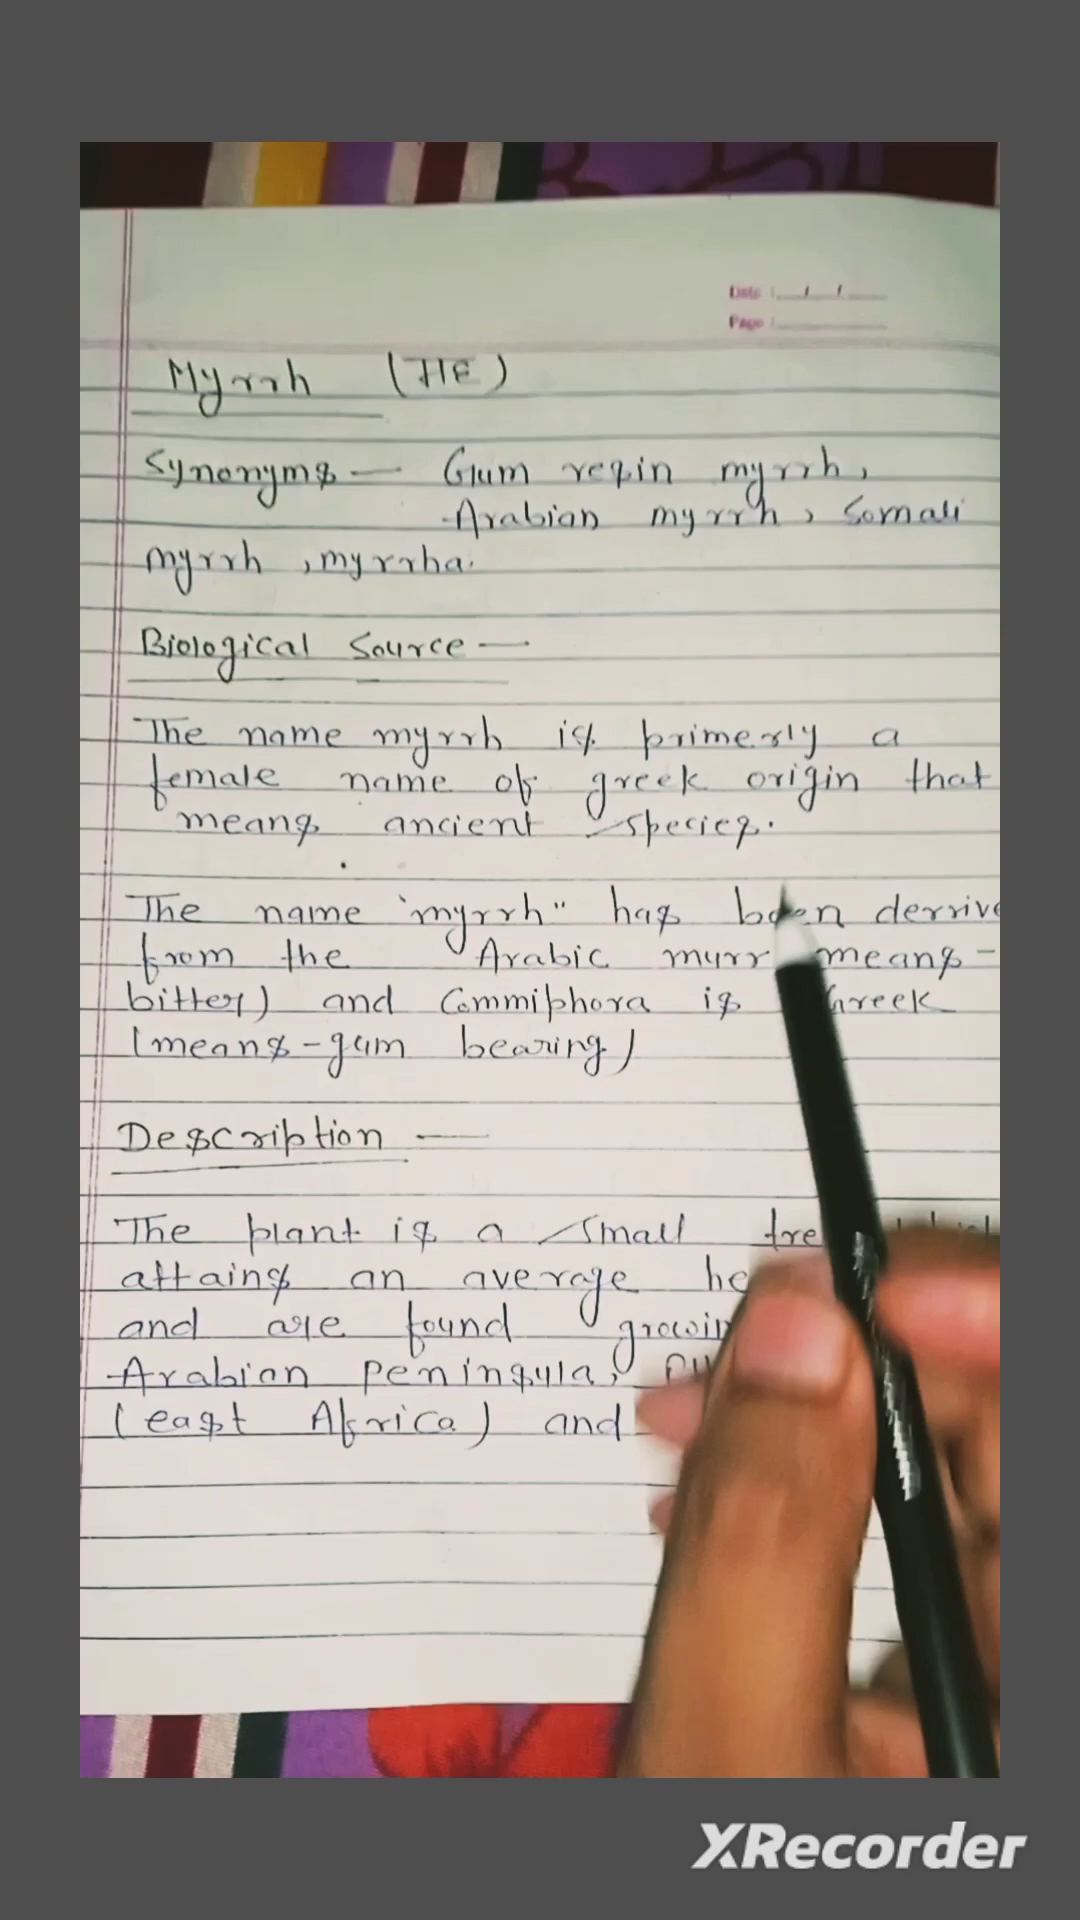 Date :
Page :
Myrrh (TIE)
Synonyms — Gum resin myrrh,
Arabian myrrh, Somali
myrrh, myrrha.
Biological Source —
The name myrrh is primerly a
female name of greek origin that
means ancient species.
The name "myrrh" has been derrive
from the Arabic murr means -
bitter) and Commiphora is Greek
(means - gum bearing)
Description —
The plant is a small
attains an average
and are found
Arabian Peninsula,
(east Africa) and
XRecorder